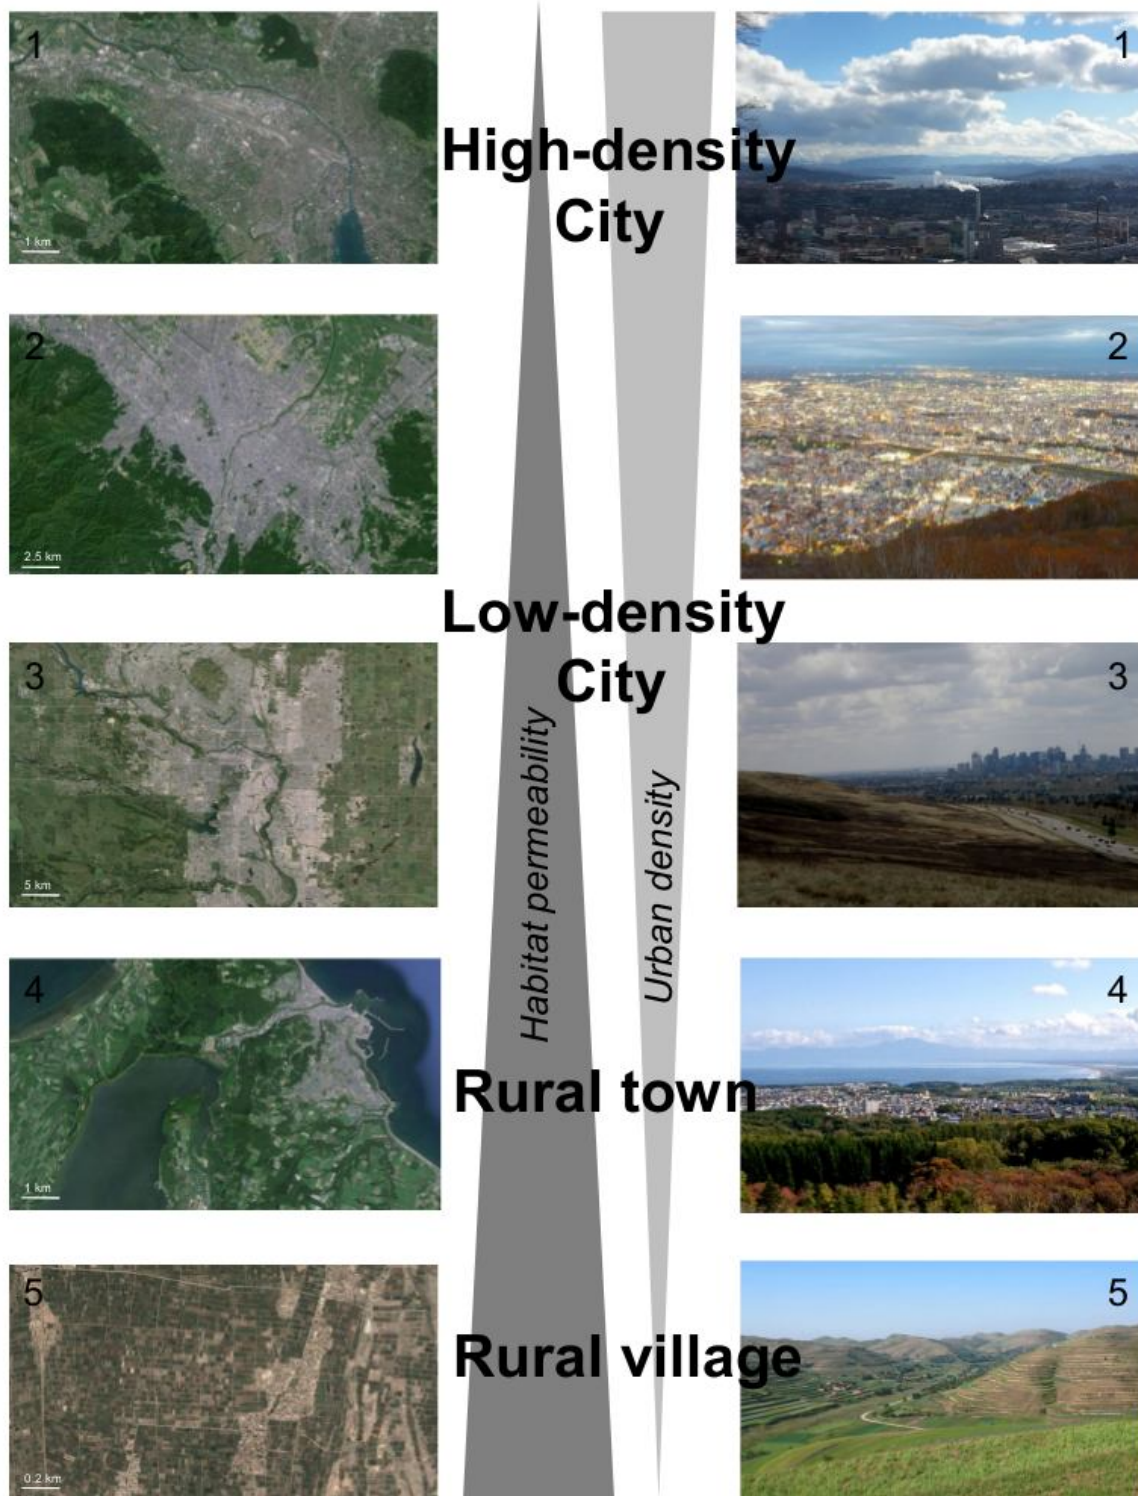 1
1
High-density
City
1 km
2
2
2.5 km
Low-density
City
3
3
Habitat permeability
Urban density
5 km
4
4
Rural town
1 km
5
5
Rural village
0.2 km